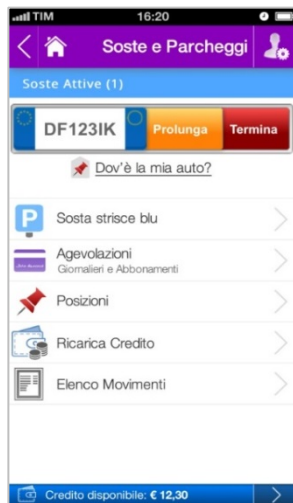 TIM 16:20
Soste e Parcheggi
Soste Attive (1)
DF123IK Prolunga Termina
Dov'è la mia auto?
P Sosta strisce blu
Agevolazioni
Giornalieri e Abbonamenti
Posizioni
Ricarica Credito
Elenco Movimenti
Credito disponibile: € 12,30